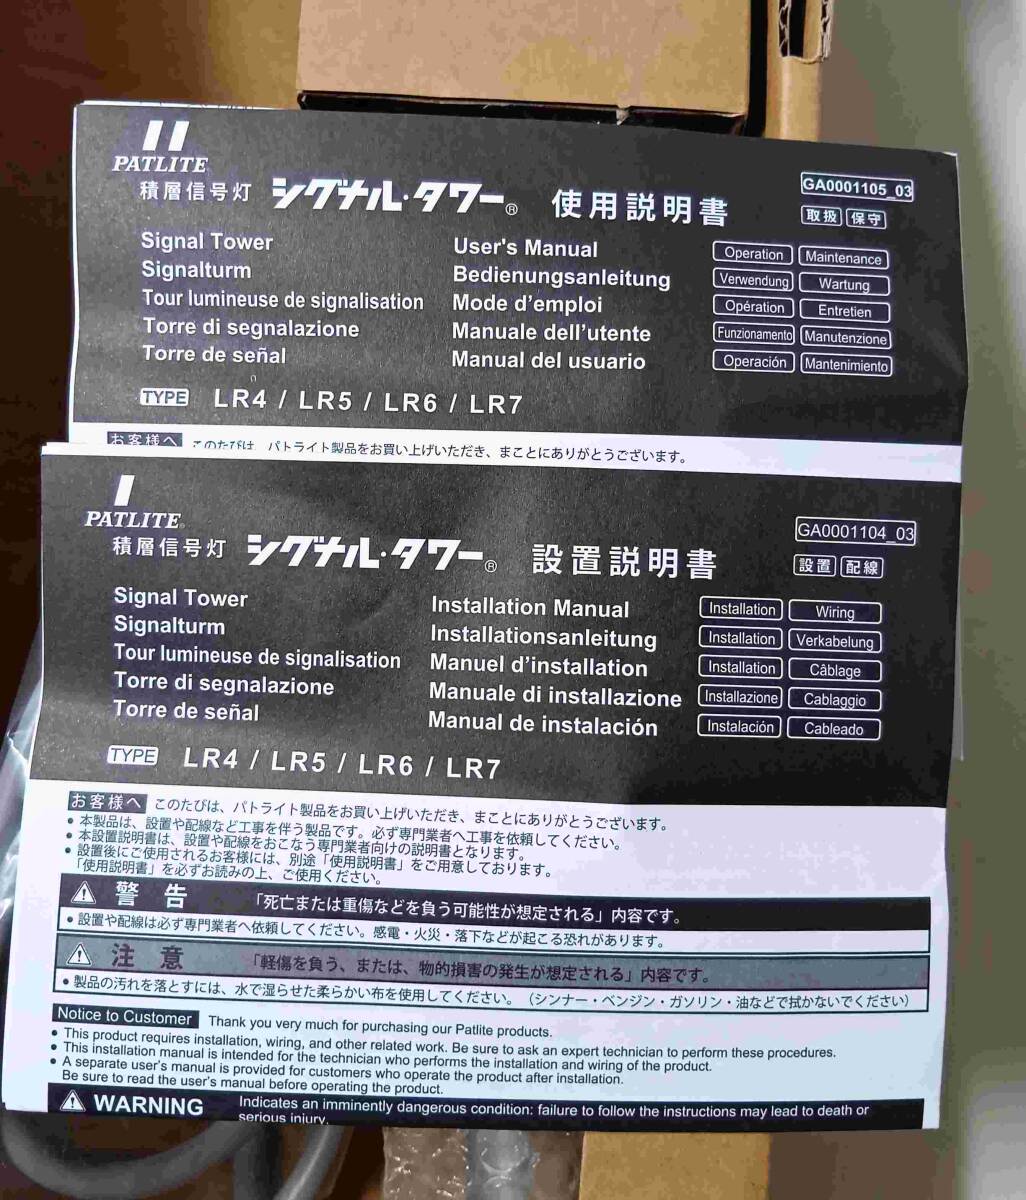 PATLITE
積層信号灯 シグナル・タワー® 使用説明書 GA0001105_03
取扱 保守
Signal Tower User's Manual Operation Maintenance
Signalturm Bedienungsanleitung Verwendung Wartung
Tour lumineuse de signalisation Mode d'emploi Opération Entretien
Torre di segnalazione Manuale dell'utente Funzionamento Manutenzione
Torre de señal Manual del usuario Operación Mantenimiento
TYPE LR4 / LR5 / LR6 / LR7
お客様へ このたびは、パトライト製品をお買い上げいただき、まことにありがとうございます。
PATLITE®
積層信号灯 シグナル・タワー® 設置説明書 GA0001104_03
設置 配線
Signal Tower Installation Manual Installation Wiring
Signalturm Installationsanleitung Installation Verkabelung
Tour lumineuse de signalisation Manuel d'installation Installation Câblage
Torre di segnalazione Manuale di installazione Installazione Cablaggio
Torre de señal Manual de instalación Instalación Cableado
TYPE LR4 / LR5 / LR6 / LR7
お客様へ このたびは、パトライト製品をお買い上げいただき、まことにありがとうございます。
• 本製品は、設置や配線など工事を伴う製品です。必ず専門業者へ工事を依頼してください。
• 本設置説明書は、設置や配線をおこなう専門業者向けの説明書となります。
• 設置後にご使用されるお客様には、別途「使用説明書」をご用意しております。
「使用説明書」を必ずお読みの上、ご使用ください。
警告 「死亡または重傷などを負う可能性が想定される」内容です。
• 設置や配線は必ず専門業者へ依頼してください。感電・火災・落下などが起こる恐れがあります。
注意 「軽傷を負う、または、物的損害の発生が想定される」内容です。
• 製品の汚れを落とすには、水で湿らせた柔らかい布を使用してください。（シンナー・ベンジン・ガソリン・油などで拭かないでください）
Notice to Customer Thank you very much for purchasing our Patlite products.
• This product requires installation, wiring, and other related work. Be sure to ask an expert technician to perform these procedures.
• This installation manual is intended for the technician who performs the installation and wiring of the product.
• A separate user's manual is provided for customers who operate the product after installation.
Be sure to read the user's manual before operating the product.
WARNING Indicates an imminently dangerous condition: failure to follow the instructions may lead to death or
serious injury.